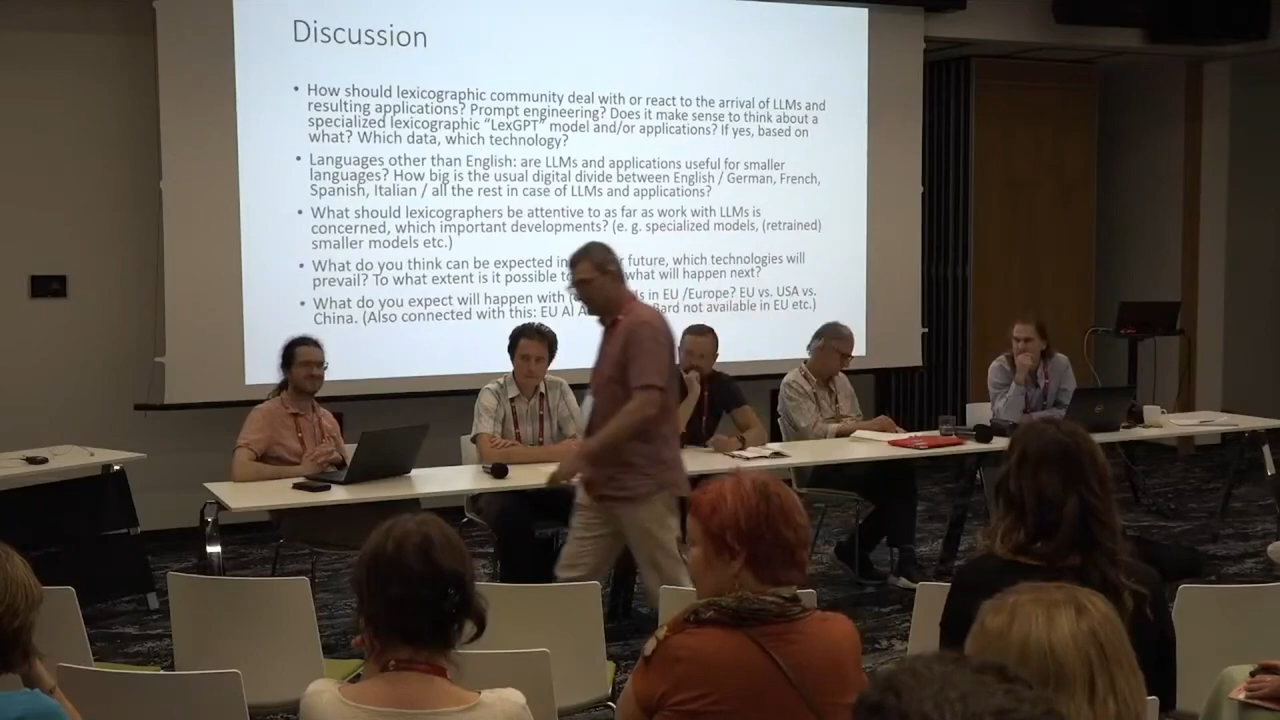 Discussion
• How should lexicographic community deal with or react to the arrival of LLMs and
resulting applications? Prompt engineering? Does it make sense to think about a
specialized lexicographic “LexGPT” model and/or applications? If yes, based on
what? Which data, which technology?
• Languages other than English: are LLMs and applications useful for smaller
languages? How big is the usual digital divide between English / German, French,
Spanish, Italian / all the rest in case of LLMs and applications?
• What should lexicographers be attentive to as far as work with LLMs is
concerned, which important developments? (e. g. specialized models, (retrained)
smaller models etc.)
• What do you think can be expected in future, which technologies will
prevail? To what extent is it possible to what will happen next?
• What do you expect will happen with in EU /Europe? EU vs. USA vs.
China. (Also connected with this: EU AI Bard not available in EU etc.)